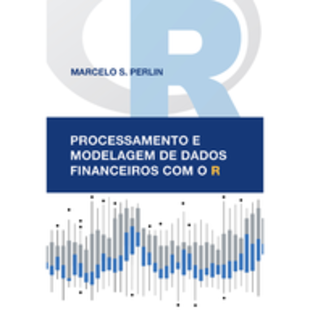 R
MARCELO S. PERLIN
PROCESSAMENTO E
MODELAGEM DE DADOS
FINANCEIROS COM O R